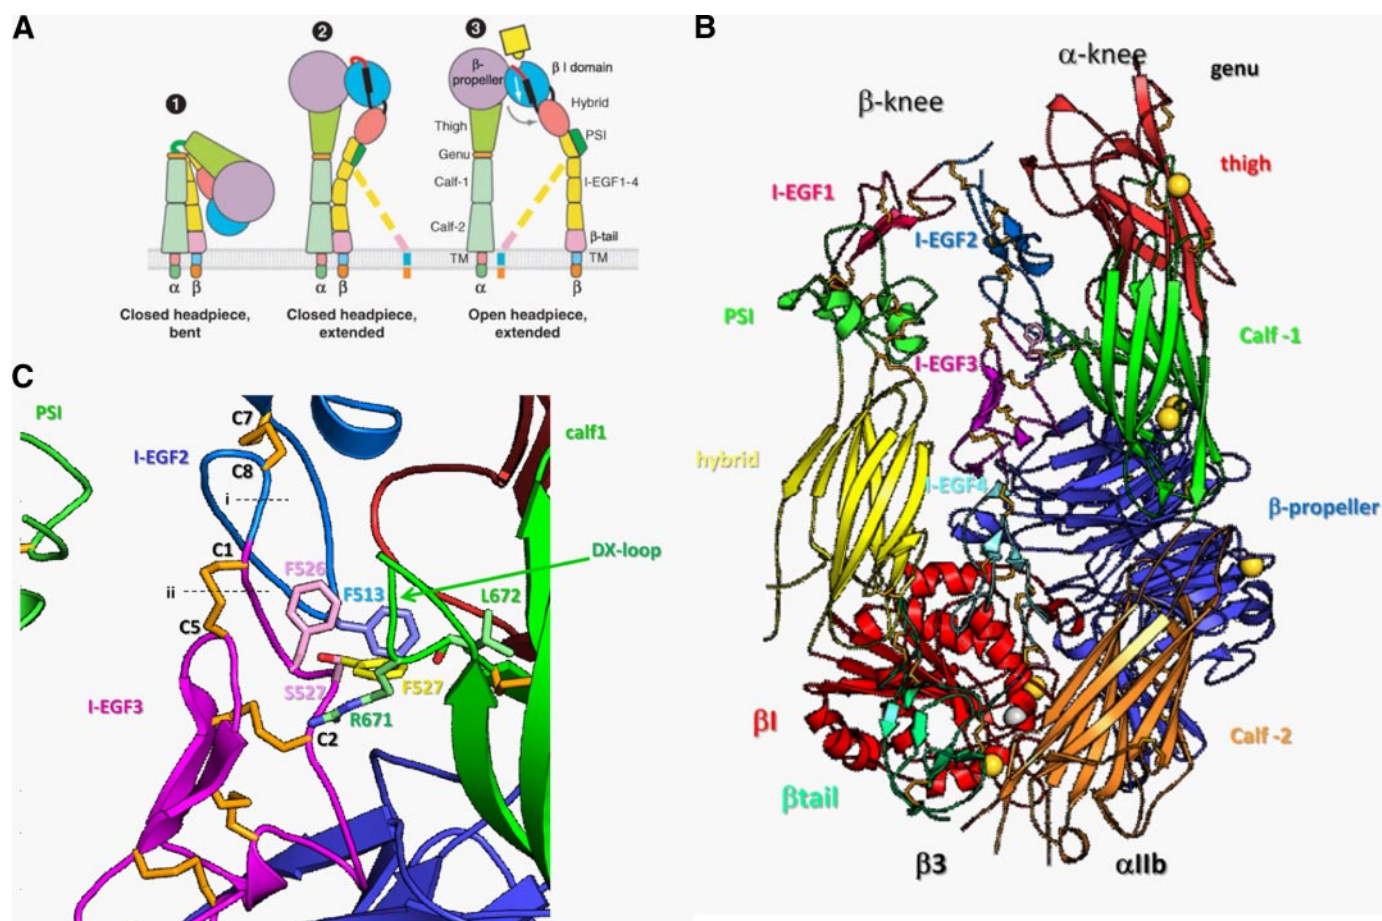 A
1
2
3
β-
propeller
β I domain
Hybrid
Thigh
PSI
Genu
Calf-1
I-EGF1-4
Calf-2
β-tail
TM
TM
α β
α β
α
β
Closed headpiece,
bent
Closed headpiece,
extended
Open headpiece,
extended
B
α-knee
genu
β-knee
thigh
I-EGF1
I-EGF2
PSI
Calf -1
I-EGF3
hybrid
I-EGF4
β-propeller
βI
Calf -2
βtail
β3
αIIb
C
PSI
C7
calf1
I-EGF2
C8
i
C1
DX-loop
F526
ii
F513
L672
C5
S527
F527
I-EGF3
R671
C2